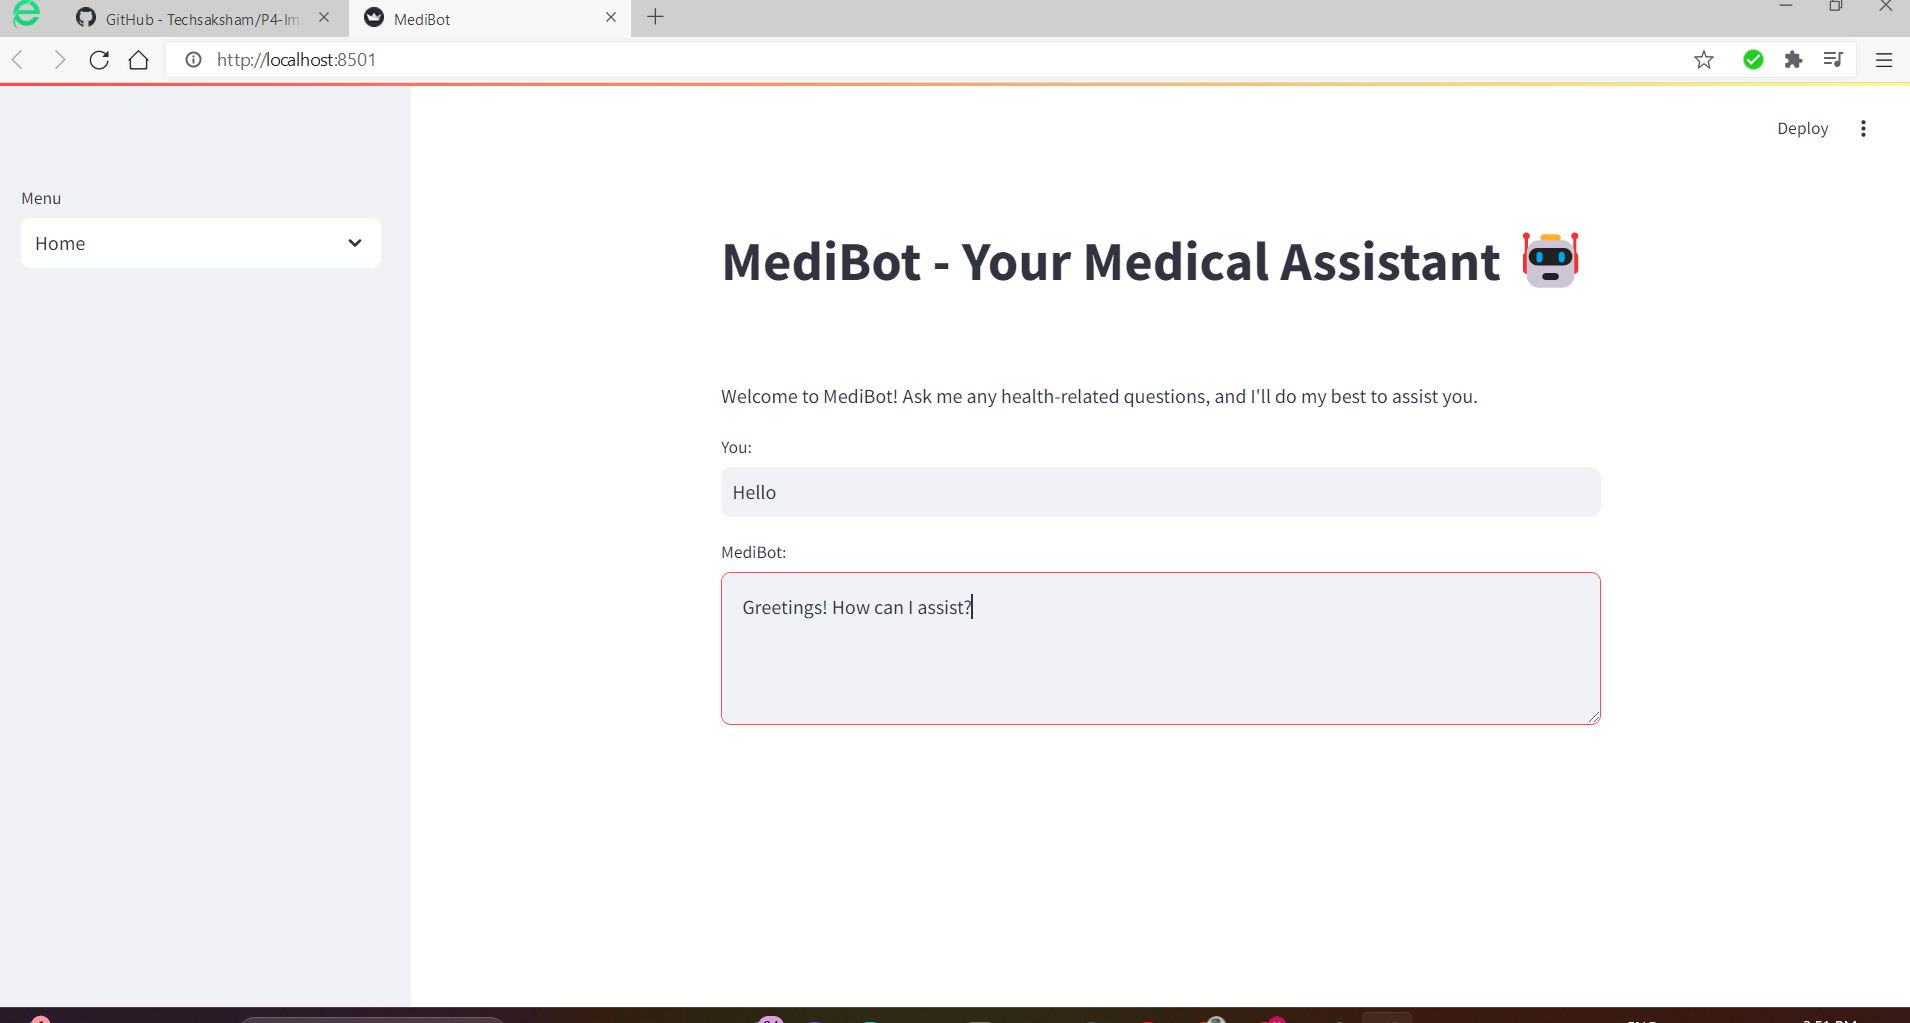 GitHub - Techsaksham/P4-Im
MediBot
http://localhost:8501
Deploy
Menu
Home
MediBot - Your Medical Assistant
Welcome to MediBot! Ask me any health-related questions, and I'll do my best to assist you.
You:
Hello
MediBot:
Greetings! How can I assist?